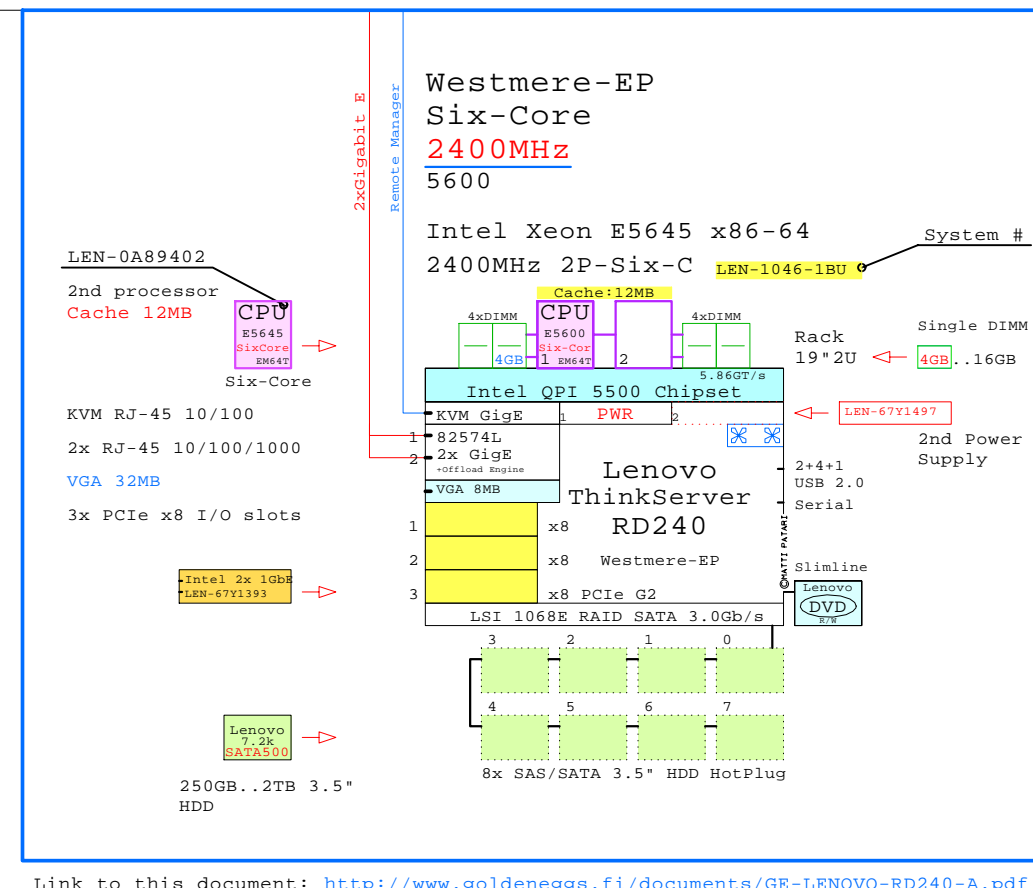 Westmere-EP
Six-Core
2400MHz
5600
2xGigabit E
Remote Manager
Intel Xeon E5645 x86-64
2400MHz 2P-Six-C
LEN-1046-1BU
System #
LEN-0A89402
2nd processor
Cache 12MB
CPU
E5645
SixCore
EM64T
Six-Core
Cache:12MB
4xDIMM
4GB
CPU
E5600
Six-Cor
1 EM64T
2
4xDIMM
5.86GT/s
Rack
19"2U
Single DIMM
4GB..16GB
Intel QPI 5500 Chipset
KVM GigE
1 PWR 2
LEN-67Y1497
2nd Power
Supply
KVM RJ-45 10/100
2x RJ-45 10/100/1000
VGA 32MB
3x PCIe x8 I/O slots
1 82574L
2 2x GigE
+Offload Engine
VGA 8MB
Lenovo
ThinkServer
RD240
Westmere-EP
2+4+1
USB 2.0
Serial
©MATTI PATARI
1 x8
2 x8
3 x8 PCIe G2
Intel 2x 1GbE
LEN-67Y1393
Slimline
Lenovo
DVD
R/W
LSI 1068E RAID SATA 3.0Gb/s
3 2 1 0
4 5 6 7
8x SAS/SATA 3.5" HDD HotPlug
Lenovo
7.2k
SATA500
250GB..2TB 3.5"
HDD
Link to this document: http://www.goldeneggs.fi/documents/GE-LENOVO-RD240-A.pdf